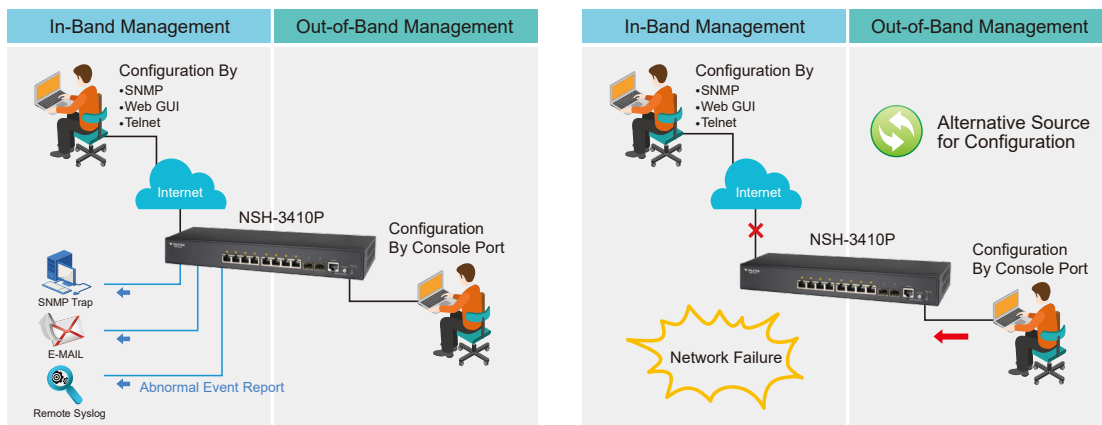 In-Band Management
Out-of-Band Management
Configuration By
•SNMP
•Web GUI
•Telnet
Internet
NSH-3410P
Configuration
By Console Port
SNMP Trap
E-MAIL
Abnormal Event Report
Remote Syslog
In-Band Management
Out-of-Band Management
Configuration By
•SNMP
•Web GUI
•Telnet
Alternative Source
for Configuration
Internet
NSH-3410P
Configuration
By Console Port
Network Failure